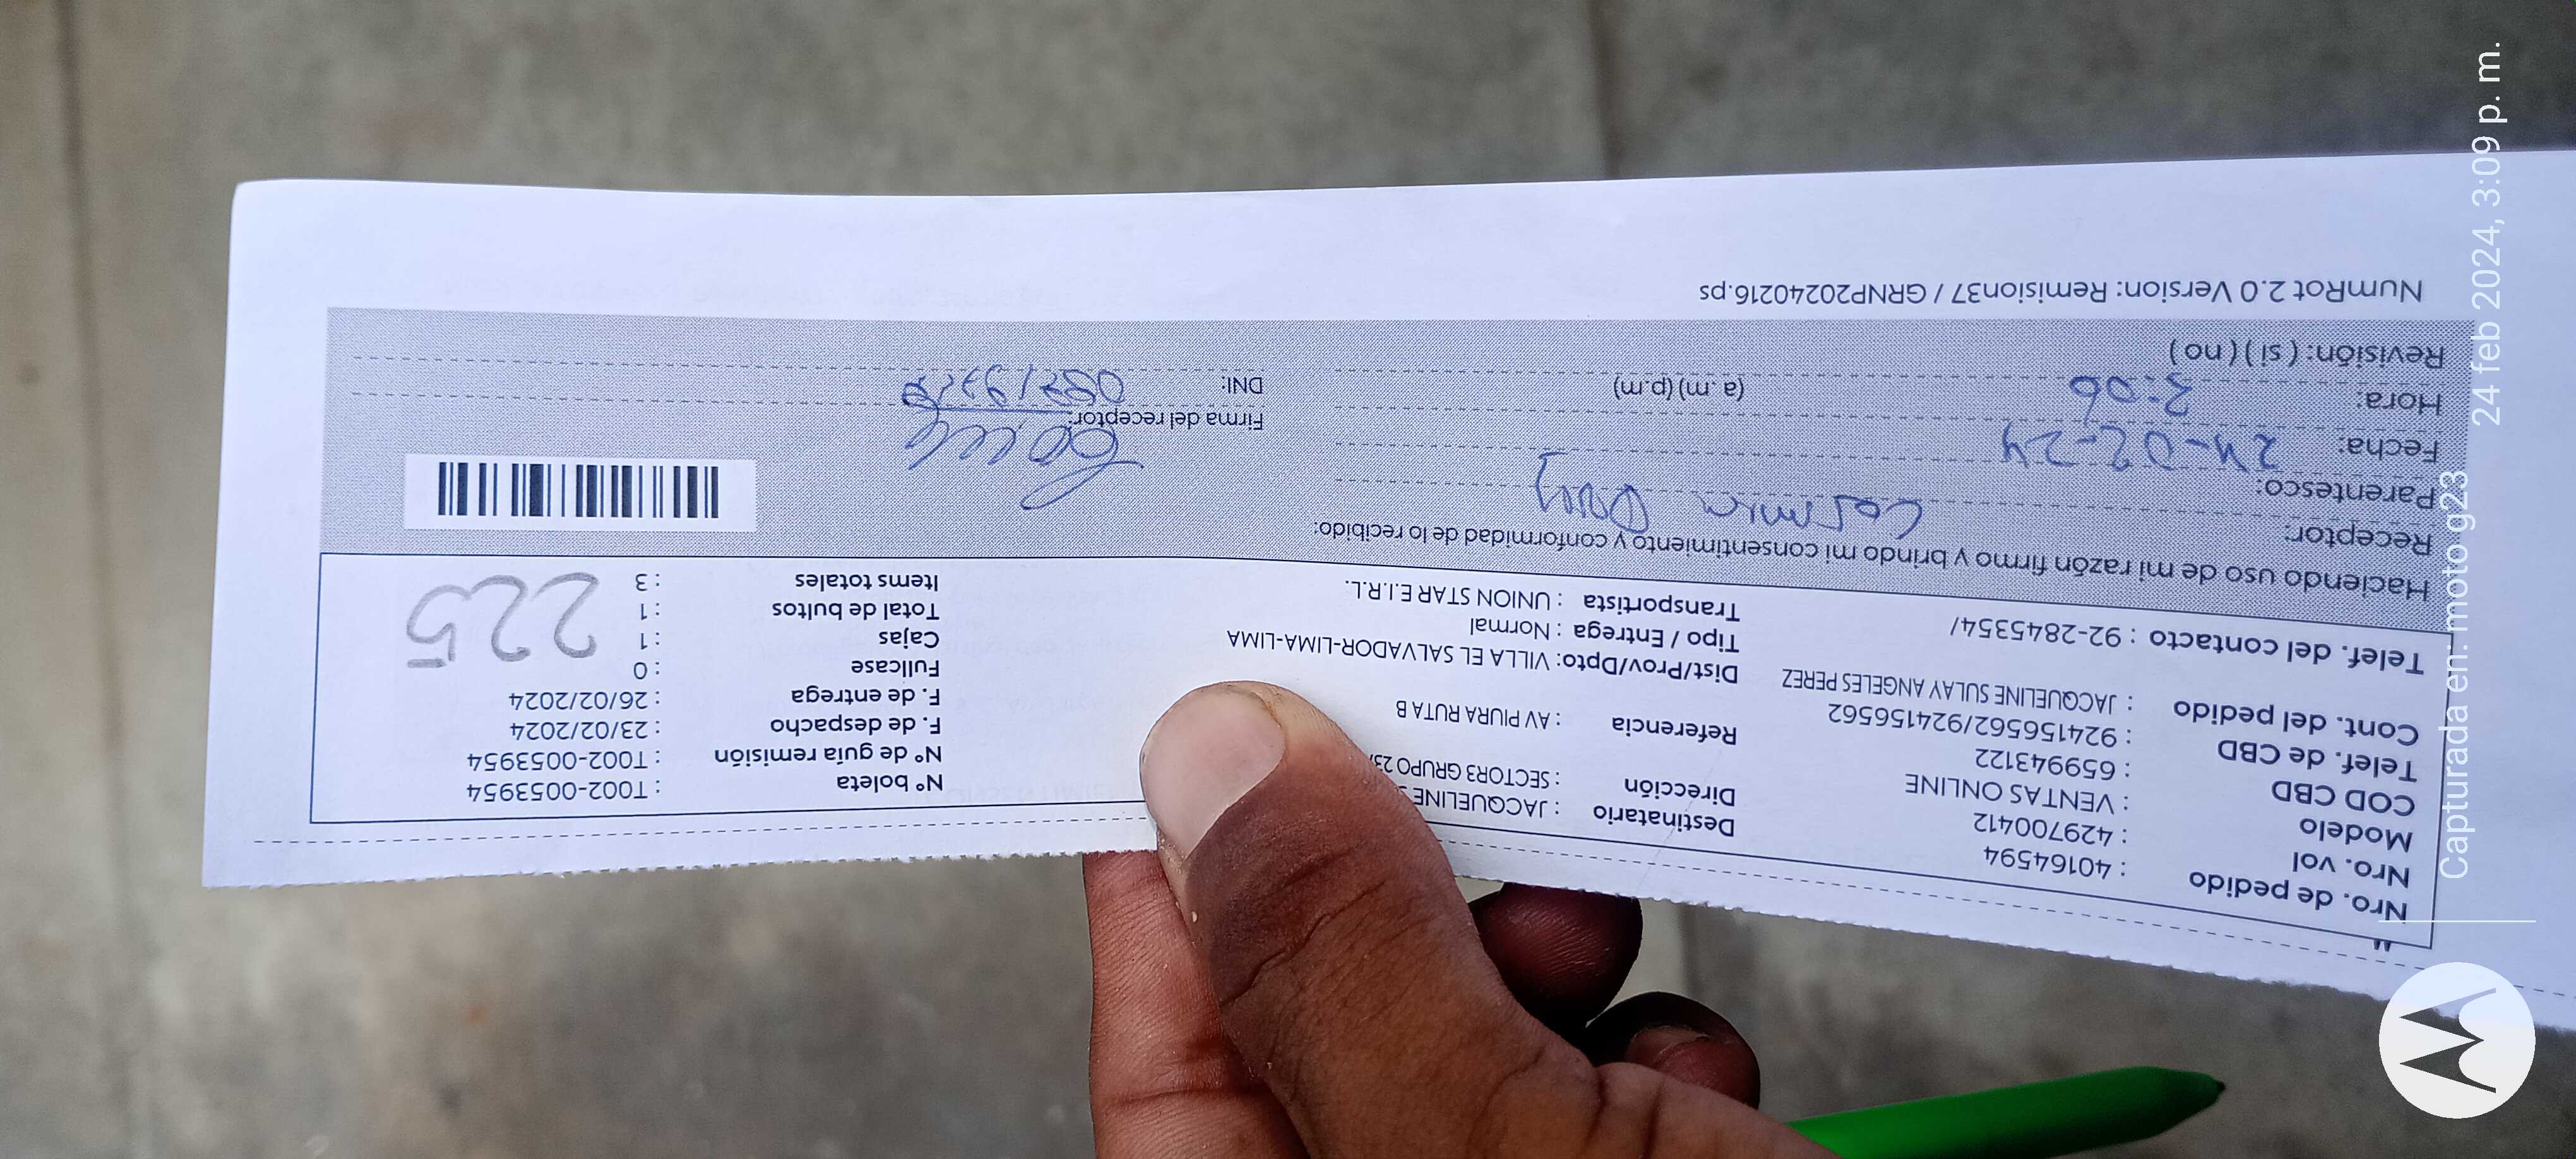 Nro. de pedido : 40164594
Nro. vol : 429700412
Modelo : VENTAS ONLINE
COD CBD : 659943122
Telef. de CBD : 924156562/924156562
Cont. del pedido : JACQUELINE SULAY ANGELES PEREZ
Telef. del contacto : 92-28453354/
Destinatario : JACQUELINE
Dirección : SECTOR3 GRUPO 23
Referencia : AV PIURA RUTA B
Dist/Prov/Dpto: VILLA EL SALVADOR-LIMA-LIMA
Tipo / Entrega : Normal
Transportista : UNION STAR E.I.R.L.
N° boleta : T002-0053954
N° de guía remisión : T002-0053954
F. de despacho : 23/02/2024
F. de entrega : 26/02/2024
Fullcase : 0
Cajas : 1
Total de bultos : 1
Items totales : 3
225
Haciendo uso de mi razón firmo y brindo mi consentimiento y conformidad de lo recibido:
Receptor:
Parentesco:
Fecha: 24-02-24
Hora: 3:06 (a. m) (p.m)
Revisión: ( si ) ( no )
Firma del receptor:
DNI:
NumRot 2.0 Version: Remision37 / GRNP20240216.ps
Capturada en: moto g23
24 feb 2024, 3:09 p. m.